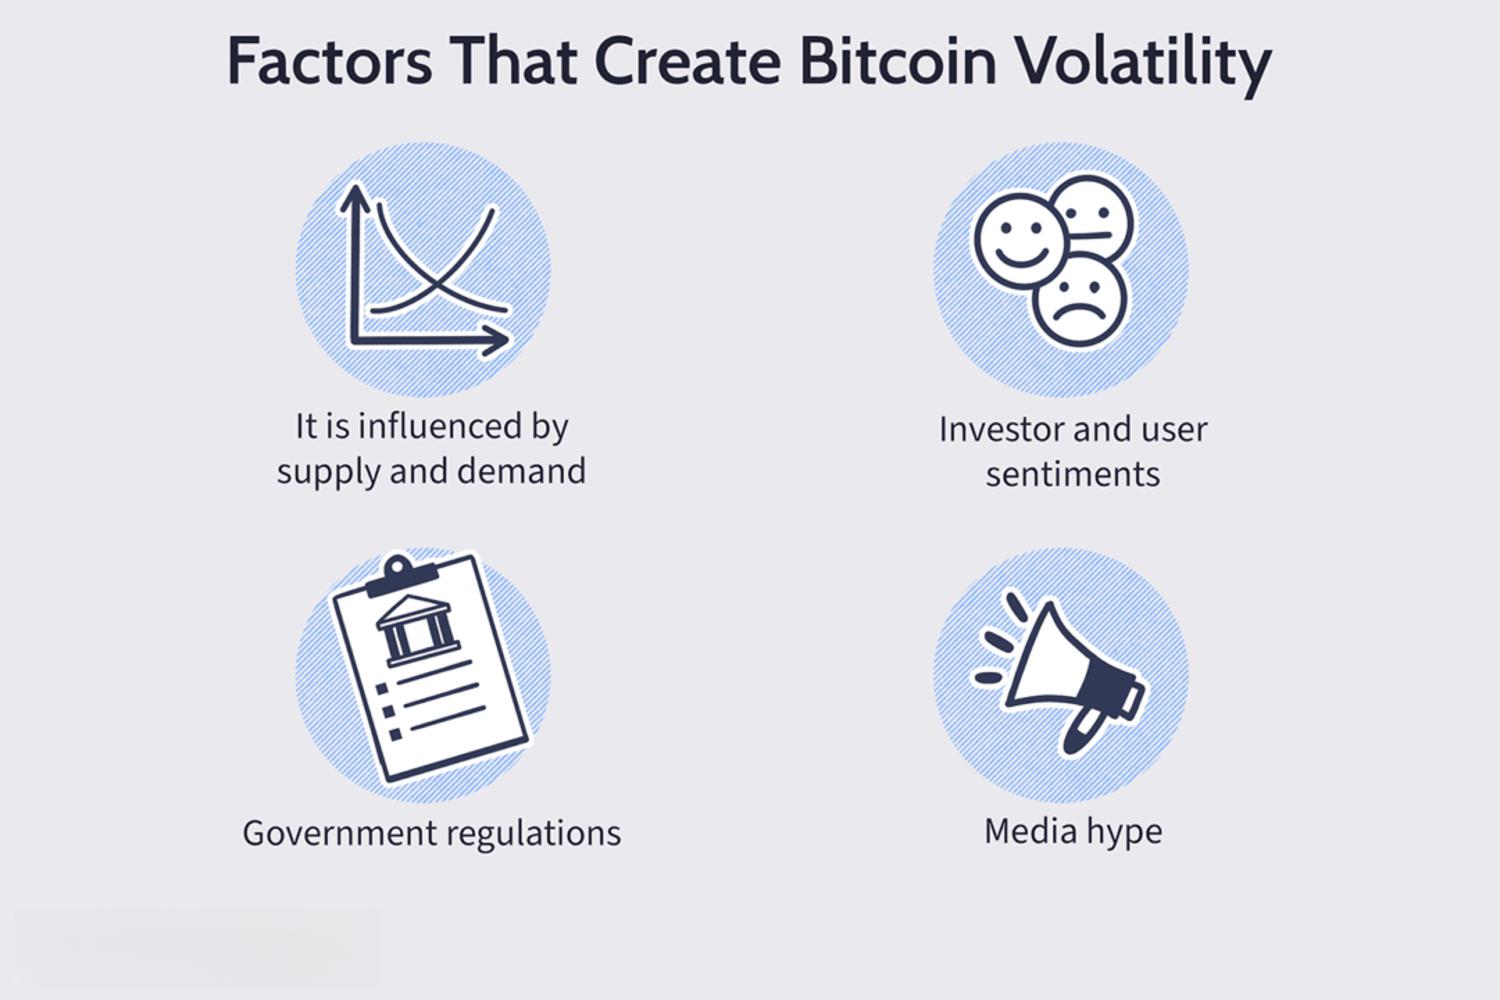 Factors That Create Bitcoin Volatility
It is influenced by
supply and demand
Investor and user
sentiments
Government regulations
Media hype